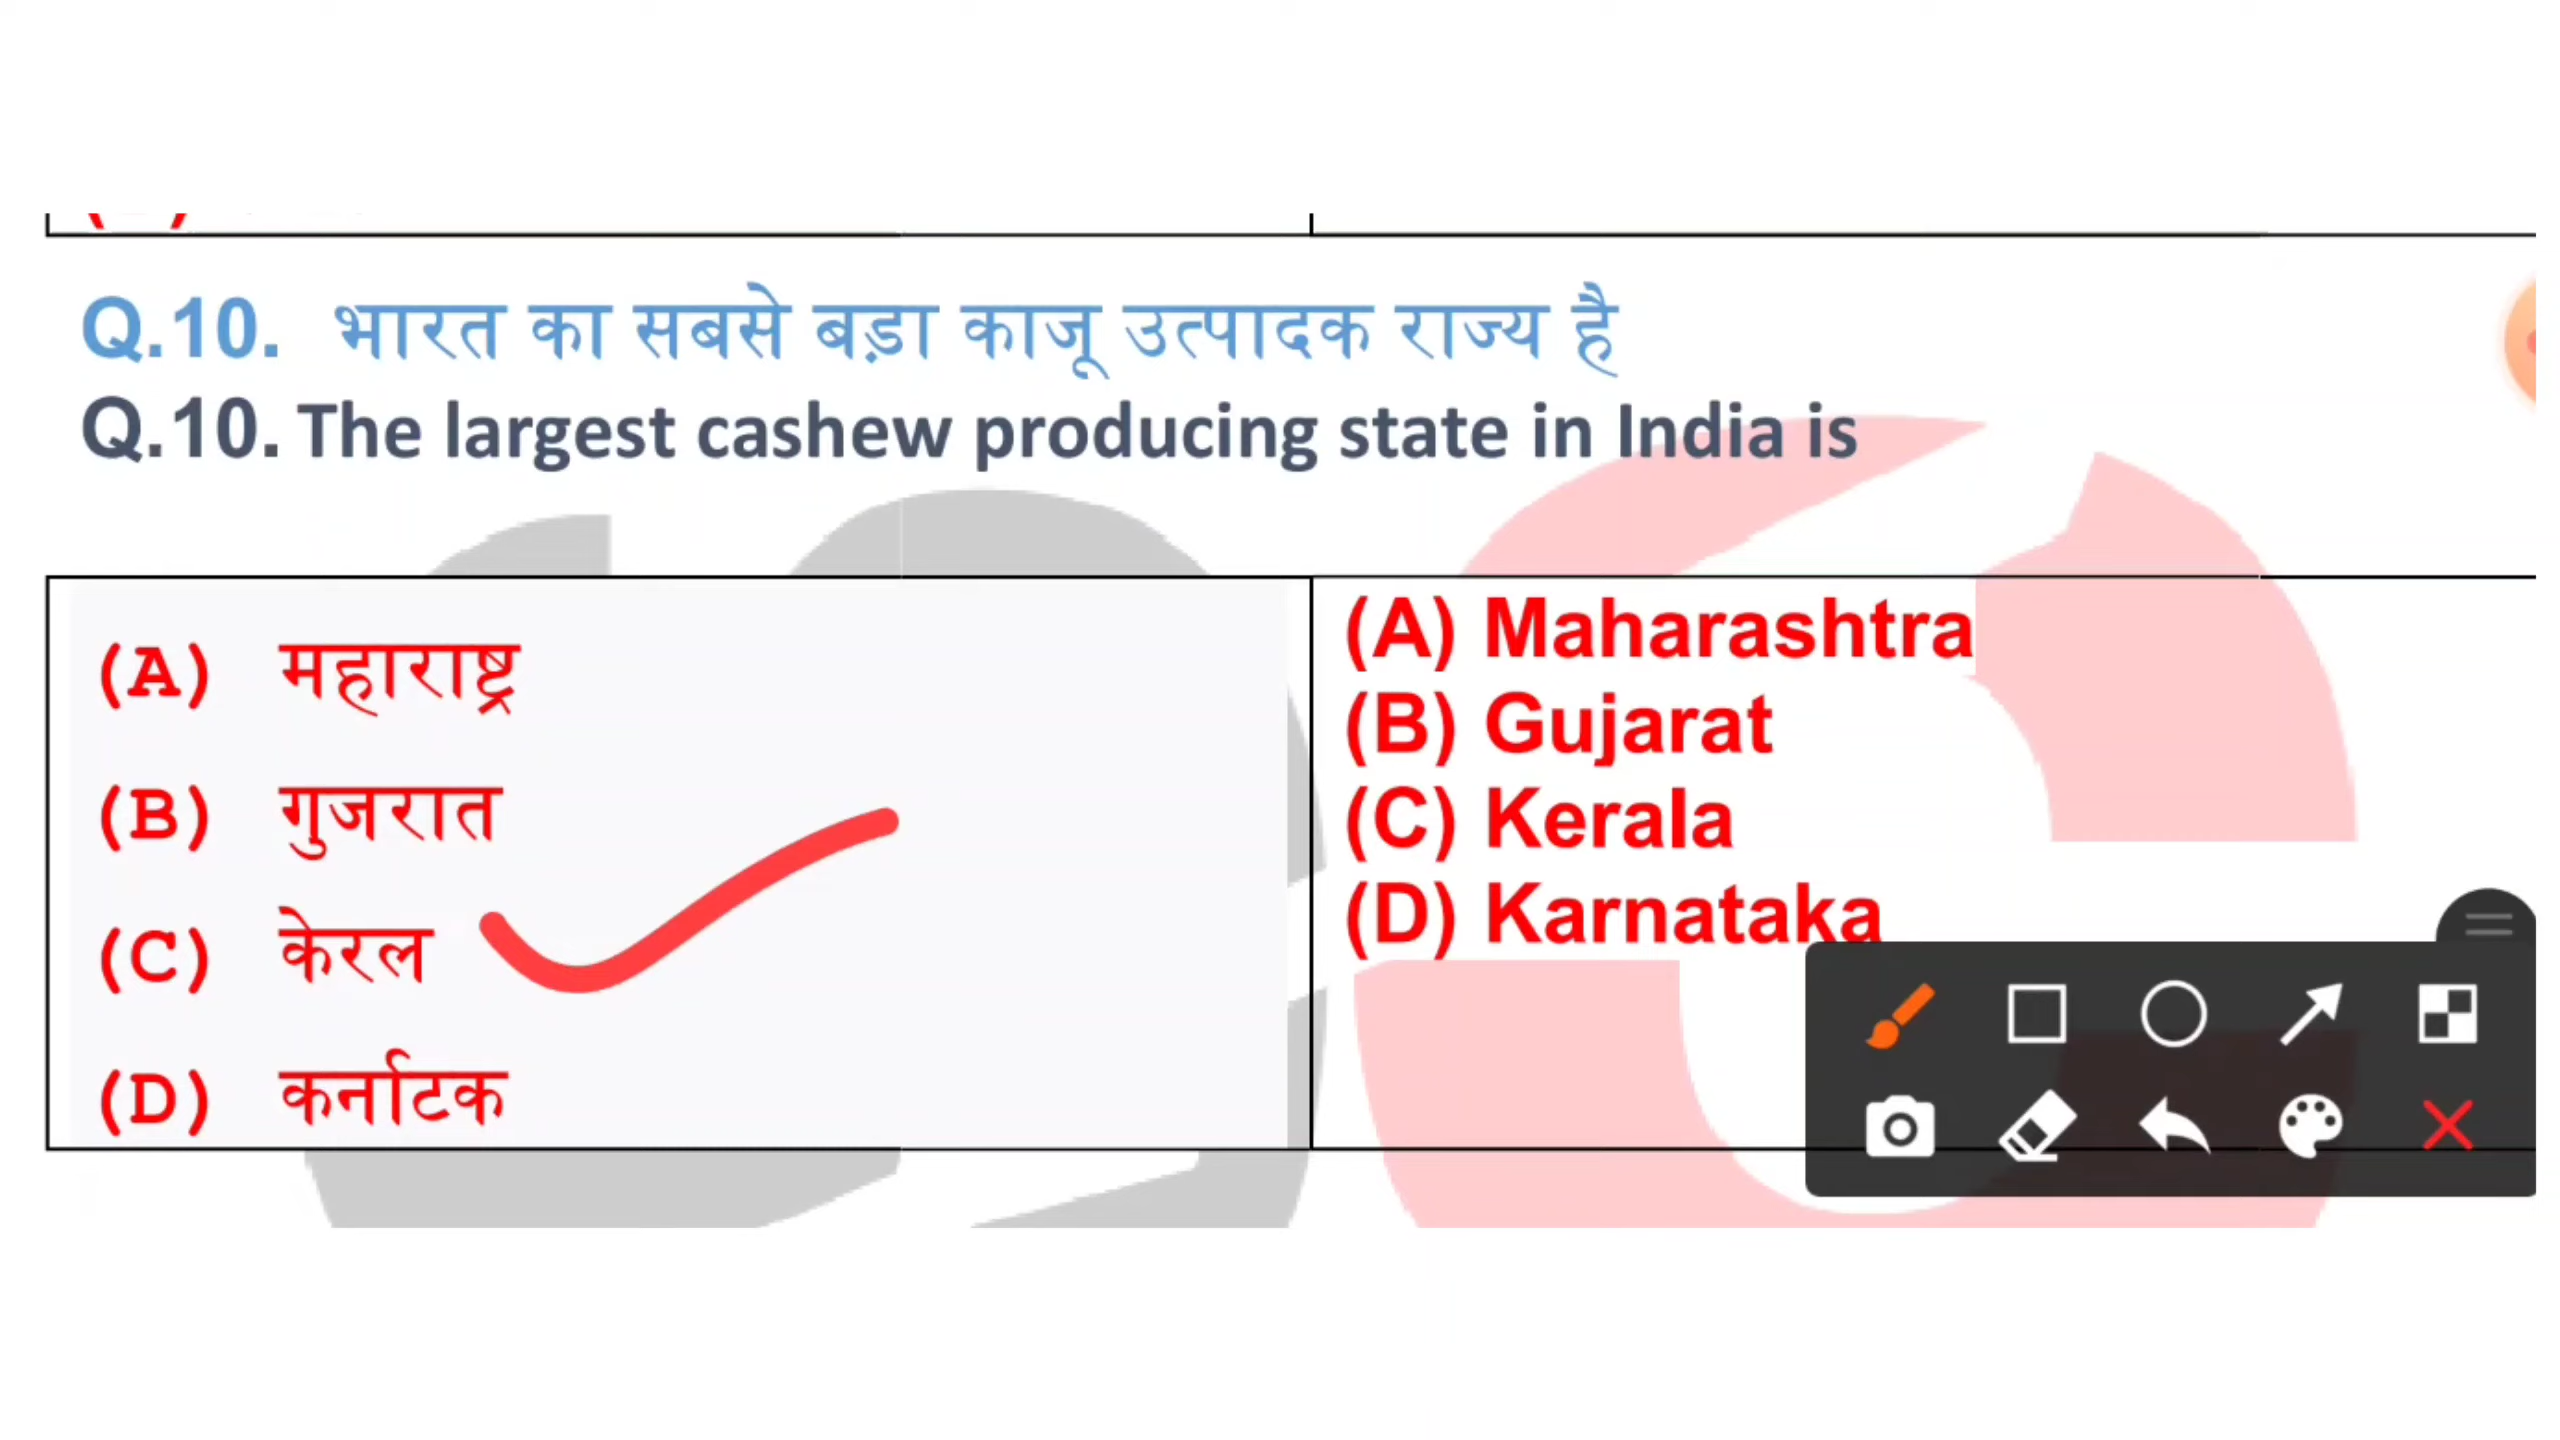 Q.10. भारत का सबसे बड़ा काजू उत्पादक राज्य है
Q.10. The largest cashew producing state in India is
(A) महाराष्ट्र
(B) गुजरात
(C) केरल
(D) कर्नाटक
(A) Maharashtra
(B) Gujarat
(C) Kerala
(D) Karnataka